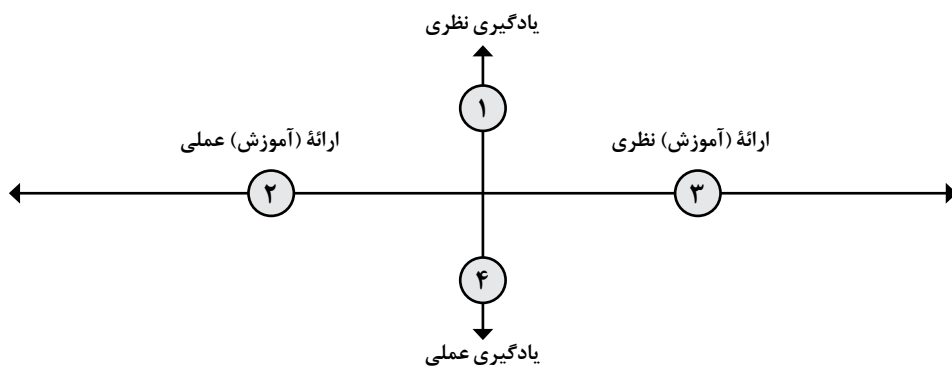 یادگیری نظری
۱
ارائهٔ (آموزش) نظری
ارائهٔ (آموزش) عملی
۳
۲
۴
یادگیری عملی